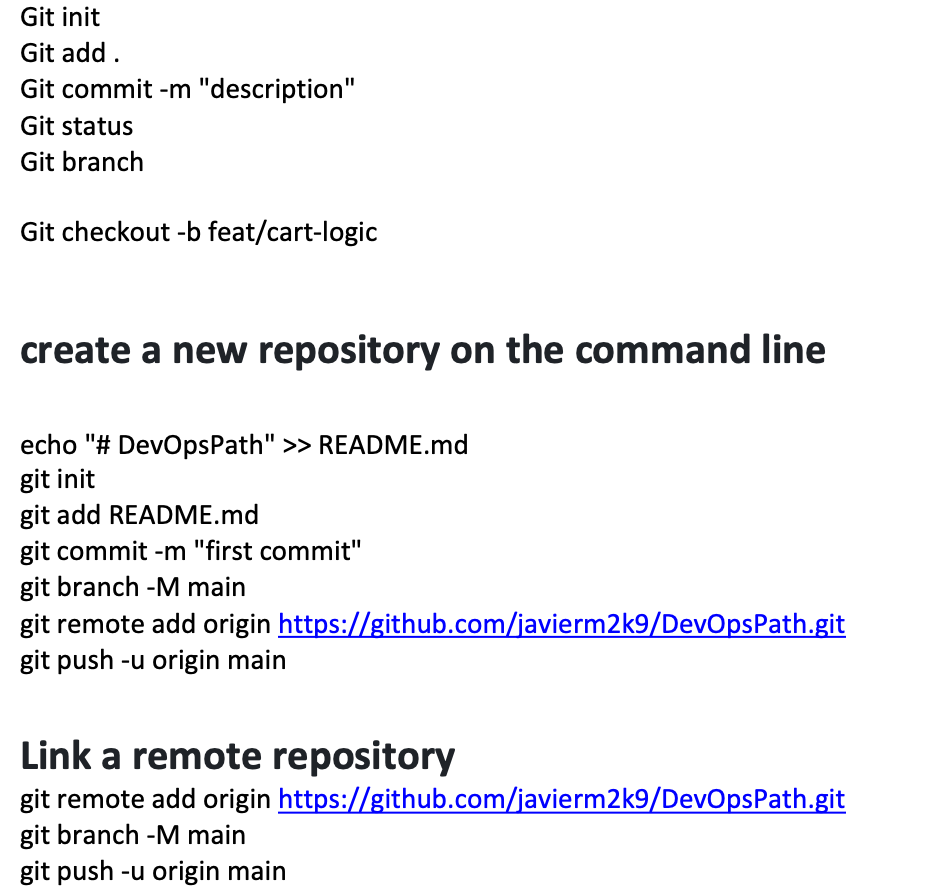 Git init
Git add .
Git commit -m "description"
Git status
Git branch
Git checkout -b feat/cart-logic
create a new repository on the command line
echo "# DevOpsPath" >> README.md
git init
git add README.md
git commit -m "first commit"
git branch -M main
git remote add origin https://github.com/javierm2k9/DevOpsPath.git
git push -u origin main
Link a remote repository
git remote add origin https://github.com/javierm2k9/DevOpsPath.git
git branch -M main
git push -u origin main